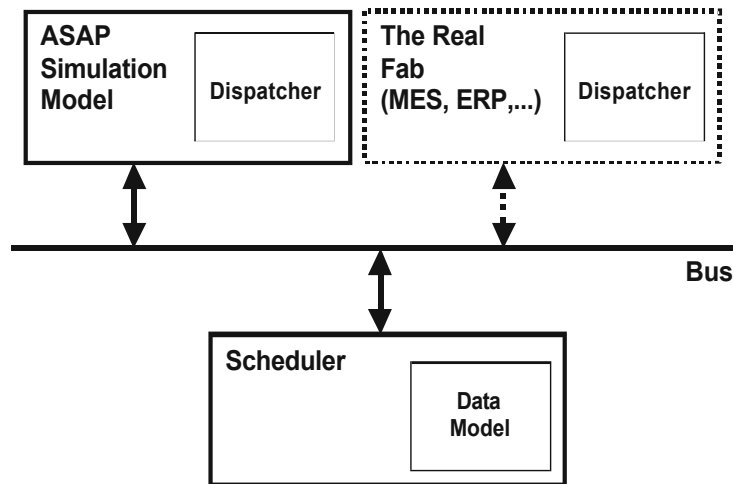 ASAP
Simulation
Model
Dispatcher
The Real
Fab
(MES, ERP,...)
Dispatcher
Bus
Scheduler
Data
Model